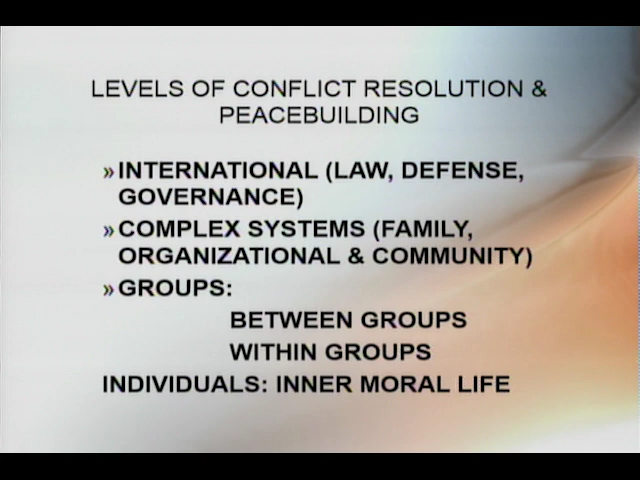 LEVELS OF CONFLICT RESOLUTION &
PEACEBUILDING
» INTERNATIONAL (LAW, DEFENSE,
GOVERNANCE)
» COMPLEX SYSTEMS (FAMILY,
ORGANIZATIONAL & COMMUNITY)
» GROUPS:
BETWEEN GROUPS
WITHIN GROUPS
INDIVIDUALS: INNER MORAL LIFE